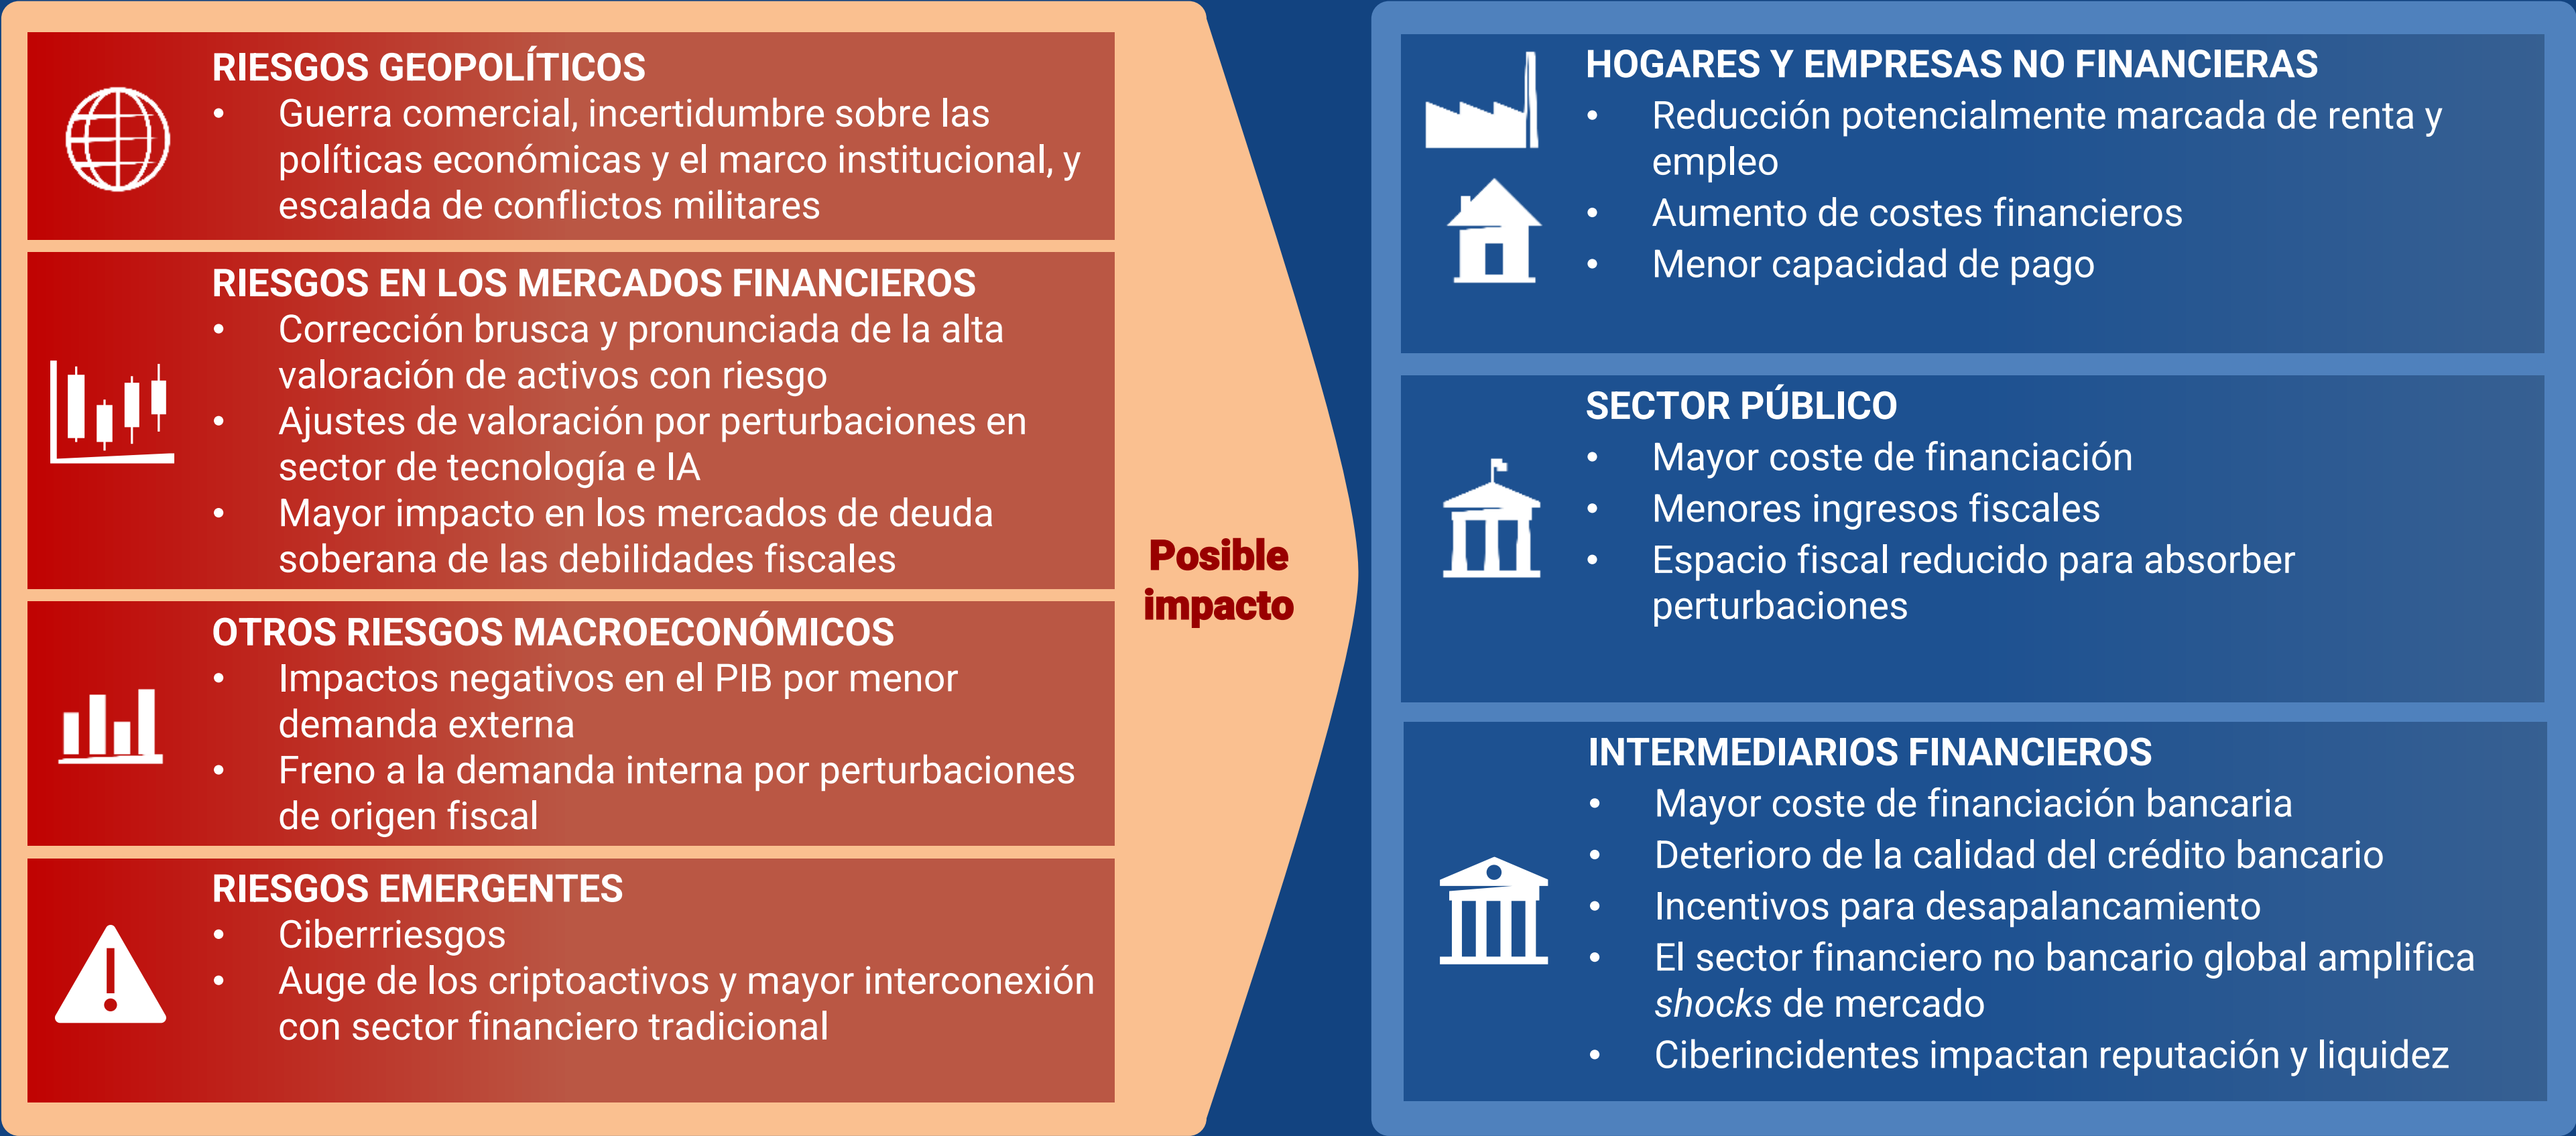 RIESGOS GEOPOLÍTICOS
• Guerra comercial, incertidumbre sobre las
políticas económicas y el marco institucional, y
escalada de conflictos militares
RIESGOS EN LOS MERCADOS FINANCIEROS
• Corrección brusca y pronunciada de la alta
valoración de activos con riesgo
• Ajustes de valoración por perturbaciones en
sector de tecnología e IA
• Mayor impacto en los mercados de deuda
soberana de las debilidades fiscales
OTROS RIESGOS MACROECONÓMICOS
• Impactos negativos en el PIB por menor
demanda externa
• Freno a la demanda interna por perturbaciones
de origen fiscal
RIESGOS EMERGENTES
• Ciberrriesgos
• Auge de los criptoactivos y mayor interconexión
con sector financiero tradicional
Posible
impacto
HOGARES Y EMPRESAS NO FINANCIERAS
• Reducción potencialmente marcada de renta y
empleo
• Aumento de costes financieros
• Menor capacidad de pago
SECTOR PÚBLICO
• Mayor coste de financiación
• Menores ingresos fiscales
• Espacio fiscal reducido para absorber
perturbaciones
INTERMEDIARIOS FINANCIEROS
• Mayor coste de financiación bancaria
• Deterioro de la calidad del crédito bancario
• Incentivos para desapalancamiento
• El sector financiero no bancario global amplifica
shocks de mercado
• Ciberincidentes impactan reputación y liquidez